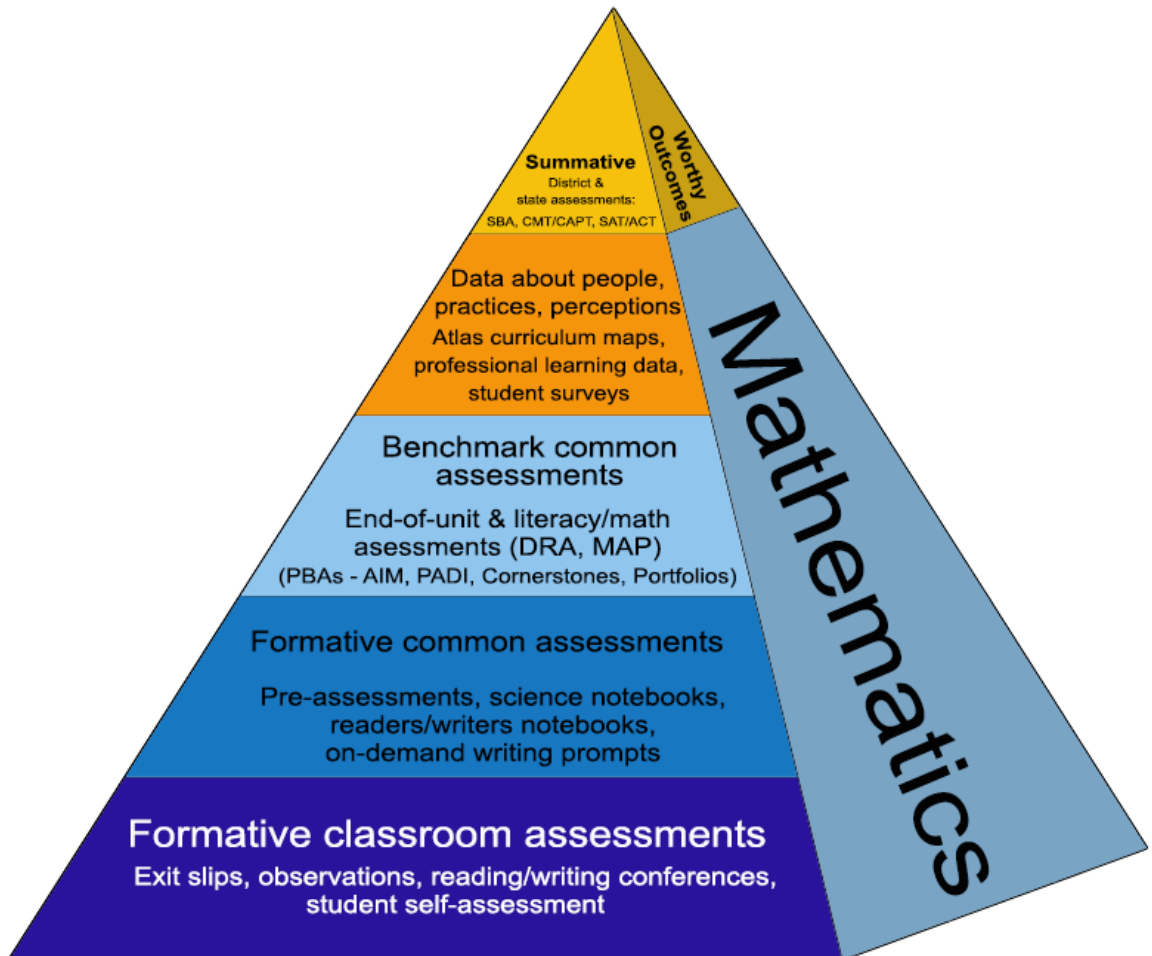 Summative
District &
state assessments:
SBA, CMT/CAPT, SAT/ACT
Worthy
Outcomes
Data about people,
practices, perceptions
Atlas curriculum maps,
professional learning data,
student surveys
Mathematics
Benchmark common
assessments
End-of-unit & literacy/math
asessments (DRA, MAP)
(PBAs - AIM, PADI, Cornerstones, Portfolios)
Formative common assessments
Pre-assessments, science notebooks,
readers/writers notebooks,
on-demand writing prompts
Formative classroom assessments
Exit slips, observations, reading/writing conferences,
student self-assessment